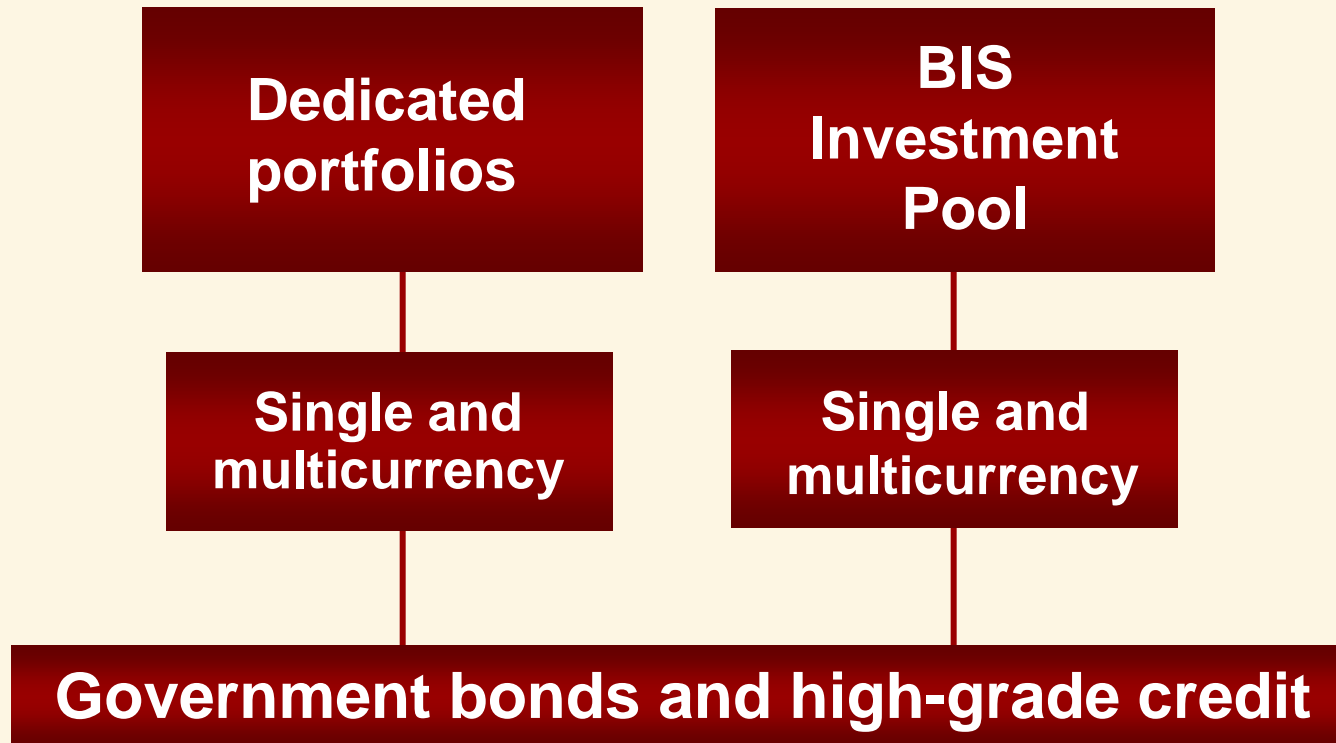 Dedicated
portfolios
BIS
Investment
Pool
Single and
multicurrency
Single and
multicurrency
Government bonds and high-grade credit